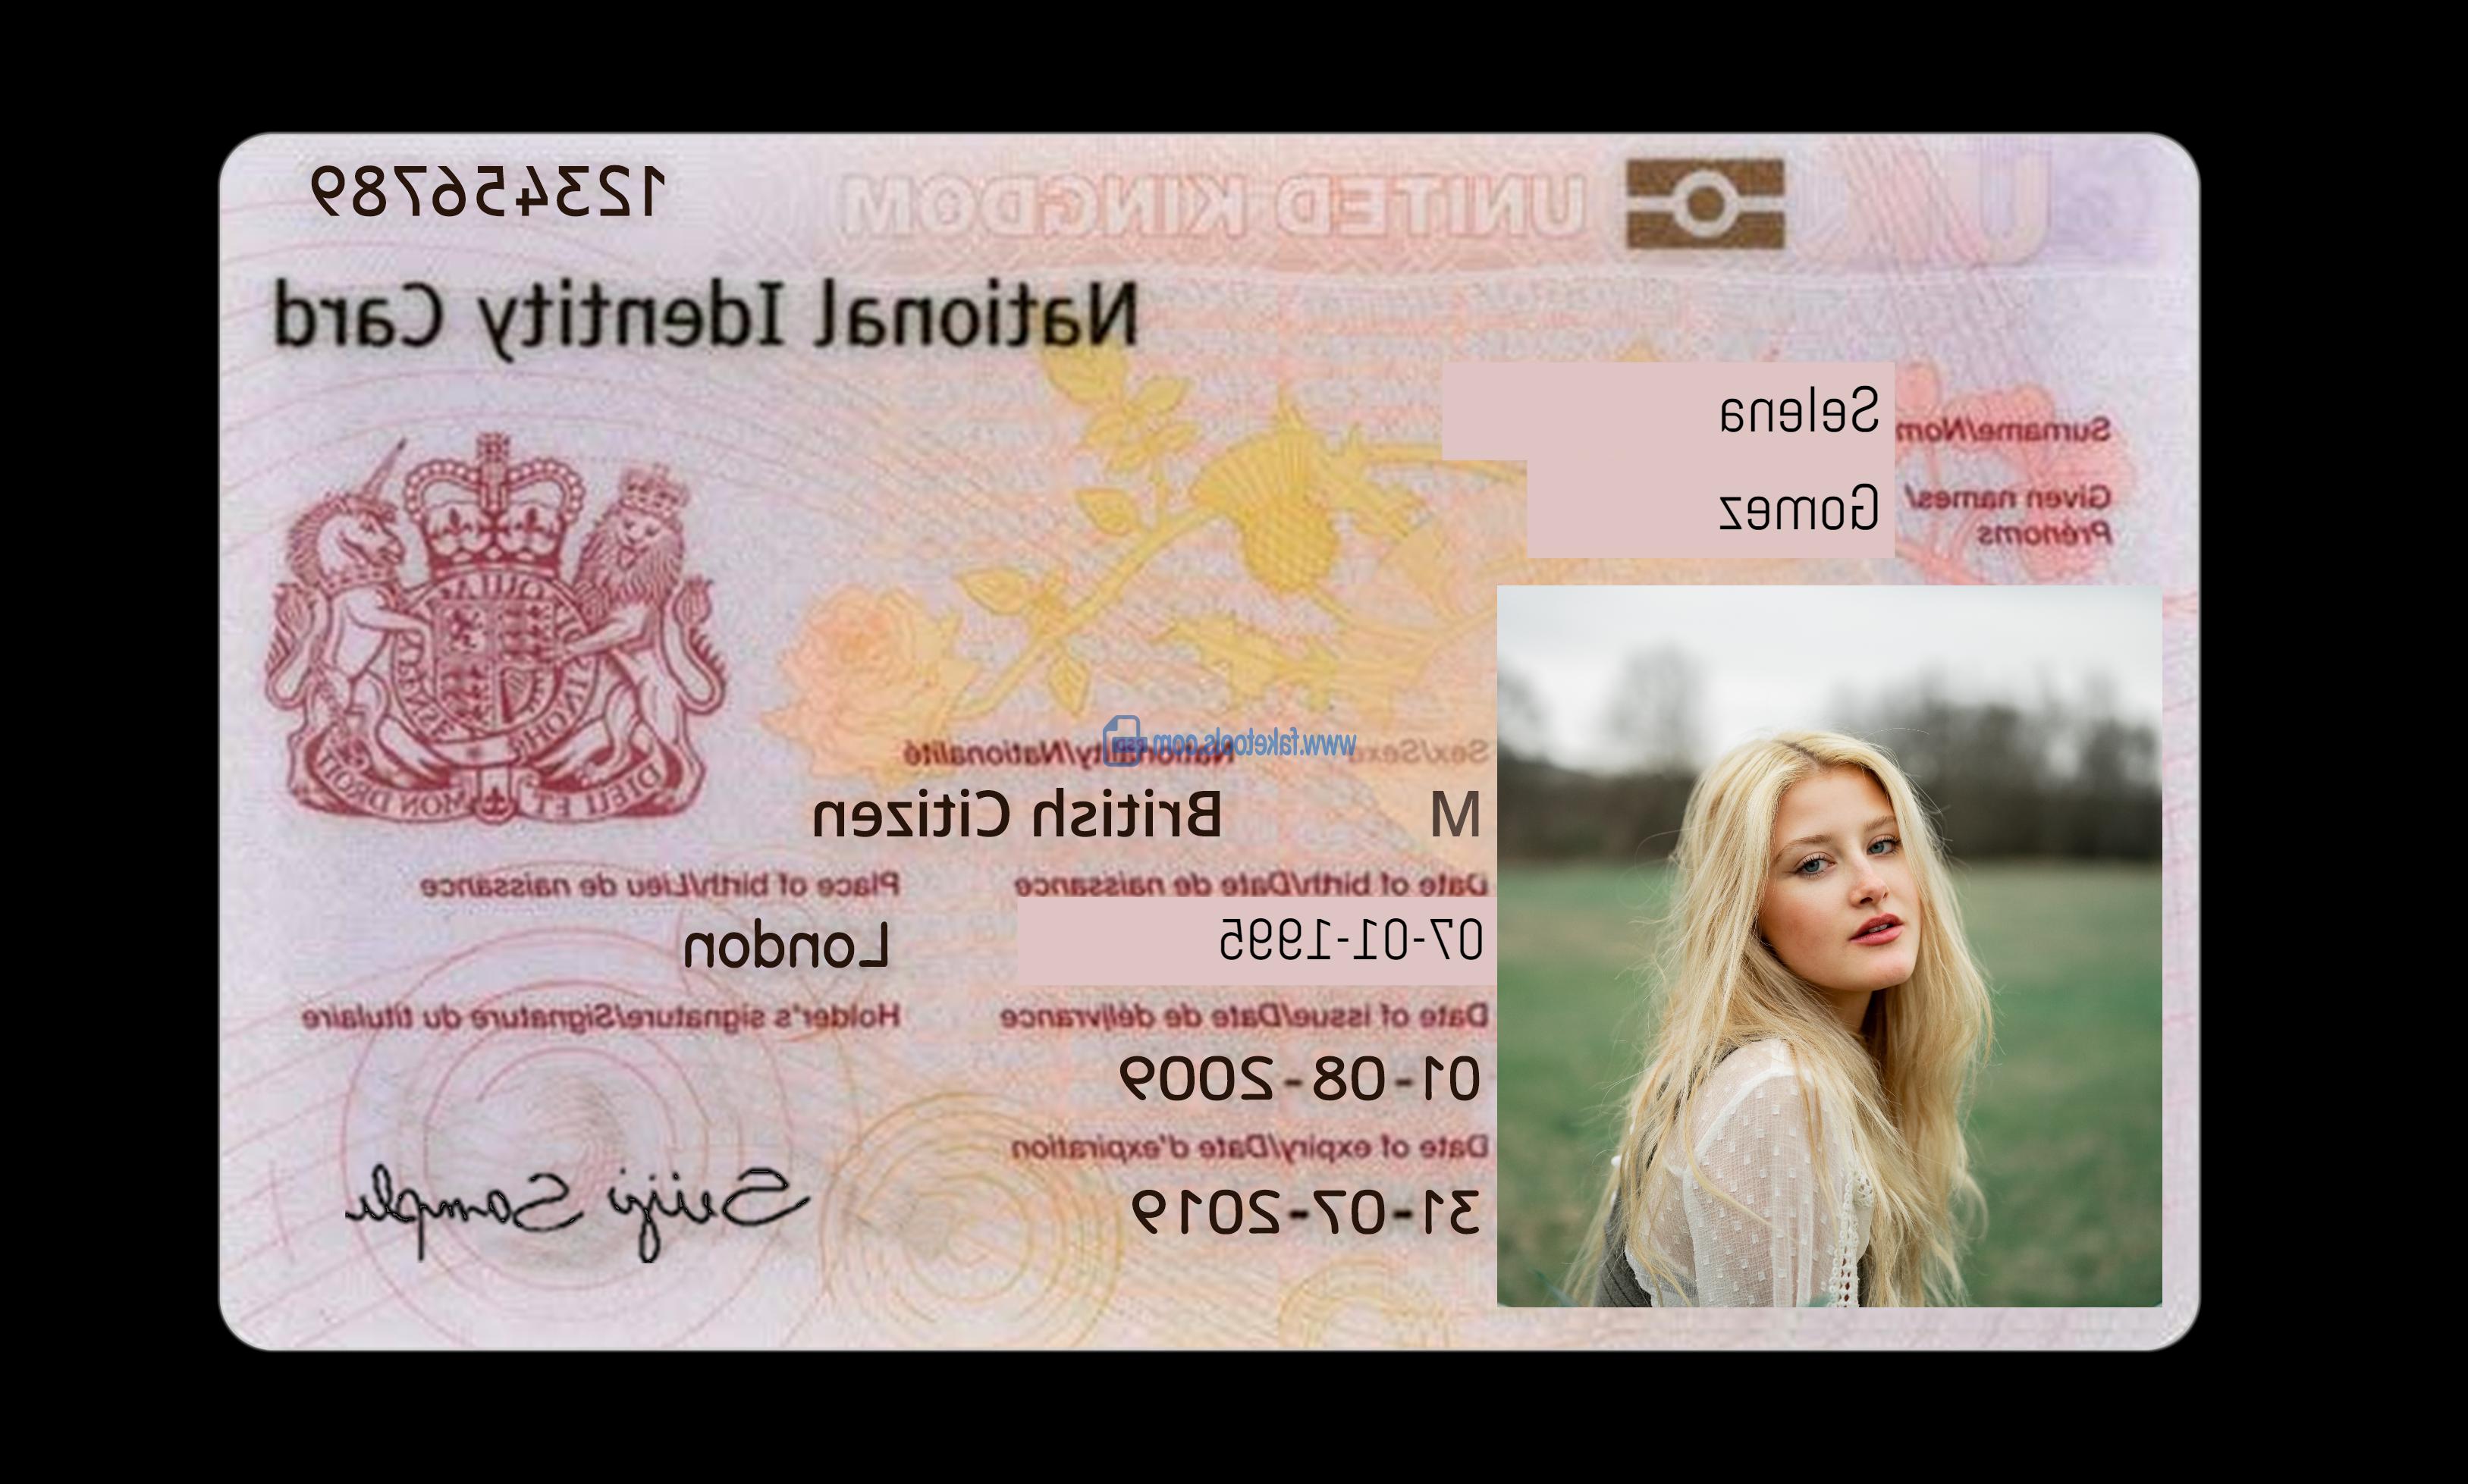 UNITED KINGDOM
123456789
National Identity Card
Surname/Nom
Selena
Given names/
Prénoms
Gomez
Sex/Sexe
www.faketools.com
Nationality/Nationalité
M
British Citizen
Date of birth/Date de naissance
Place of birth/Lieu de naissance
07-01-1995
London
Date of issue/Date de délivrance
Holder's signature/Signature du titulaire
01-08-2009
Date of expiry/Date d'expiration
31-07-2019
DIEU ET MON DROIT